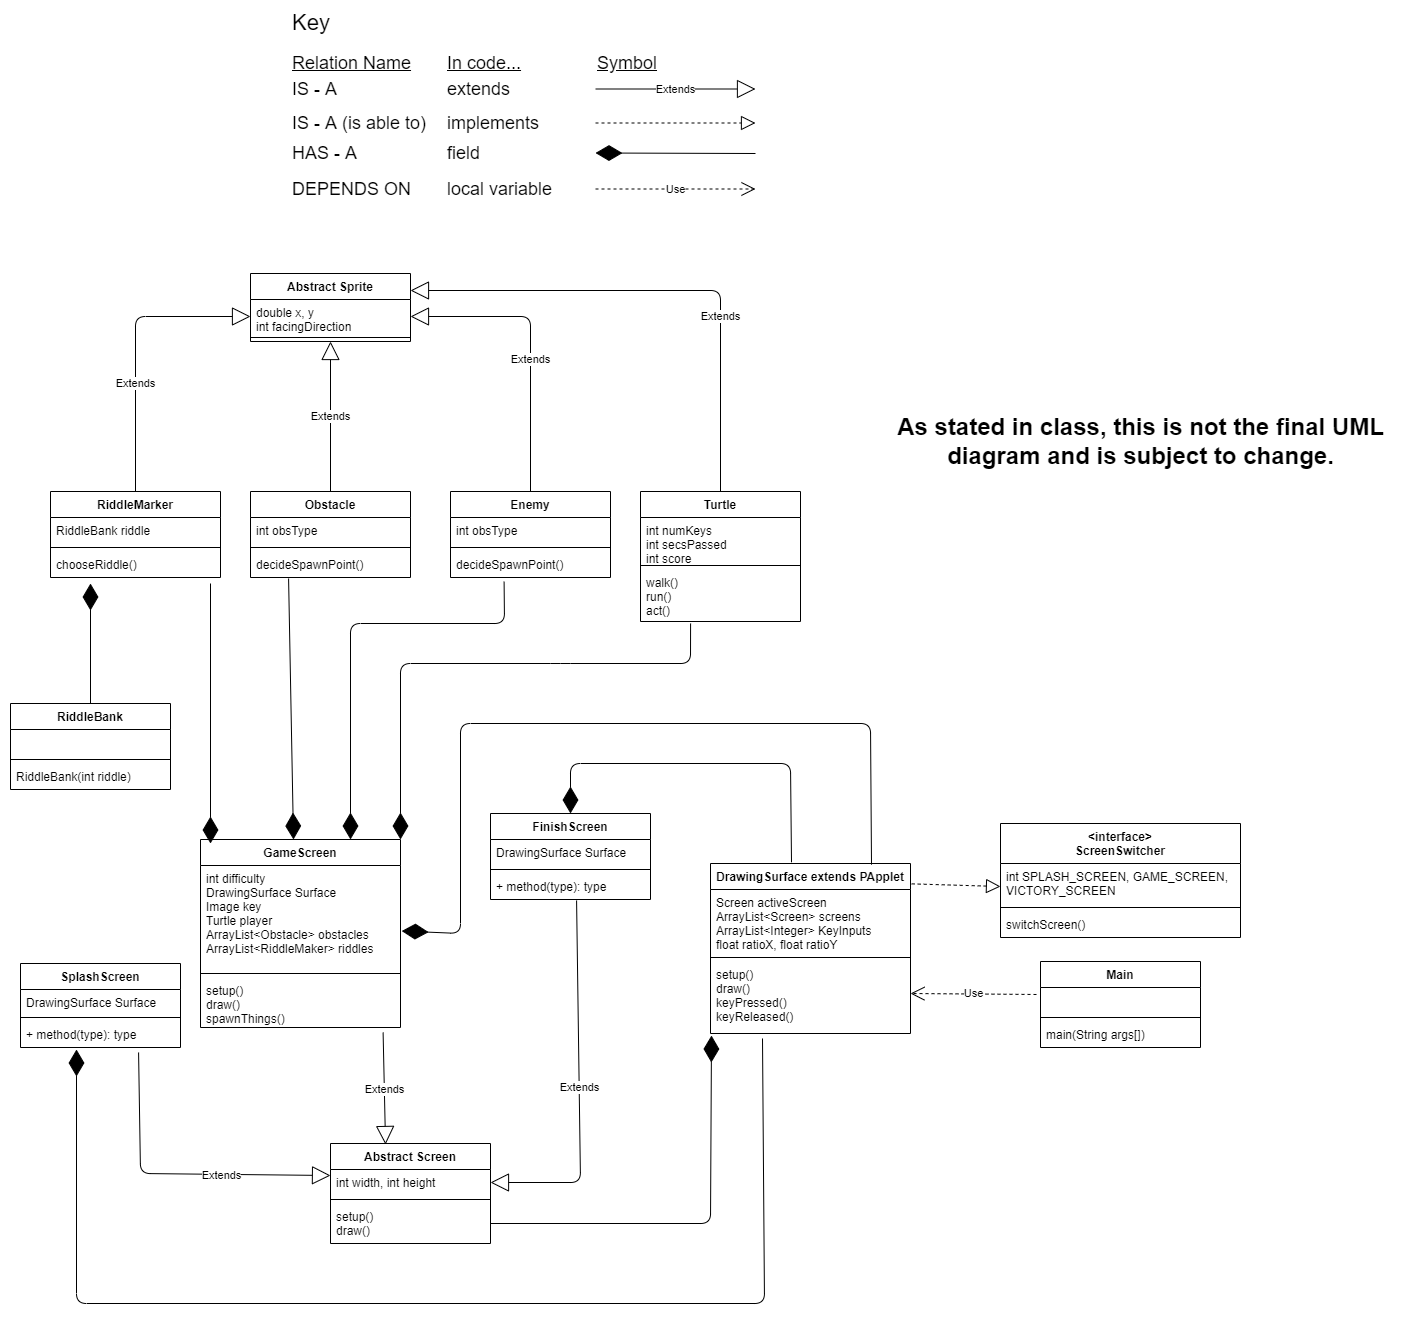 Key
Relation Name In code... Symbol
IS - A extends Extends
IS - A (is able to) implements
HAS - A field
DEPENDS ON local variable Use
Abstract Sprite
double x, y
int facingDirection
Extends
Extends
Extends
Extends
As stated in class, this is not the final UML
diagram and is subject to change.
RiddleMarker
RiddleBank riddle
chooseRiddle()
Obstacle
int obsType
decideSpawnPoint()
Enemy
int obsType
decideSpawnPoint()
Turtle
int numKeys
int secsPassed
int score
walk()
run()
act()
RiddleBank
RiddleBank(int riddle)
GameScreen
int difficulty
DrawingSurface Surface
Image key
Turtle player
ArrayList<Obstacle> obstacles
ArrayList<RiddleMaker> riddles
setup()
draw()
spawnThings()
FinishScreen
DrawingSurface Surface
+ method(type): type
DrawingSurface extends PApplet
Screen activeScreen
ArrayList<Screen> screens
ArrayList<Integer> KeyInputs
float ratioX, float ratioY
setup()
draw()
keyPressed()
keyReleased()
<interface>
ScreenSwitcher
int SPLASH_SCREEN, GAME_SCREEN,
VICTORY_SCREEN
switchScreen()
Use
Main
main(String args[])
SplashScreen
DrawingSurface Surface
+ method(type): type
Extends
Extends
Extends
Abstract Screen
int width, int height
setup()
draw()